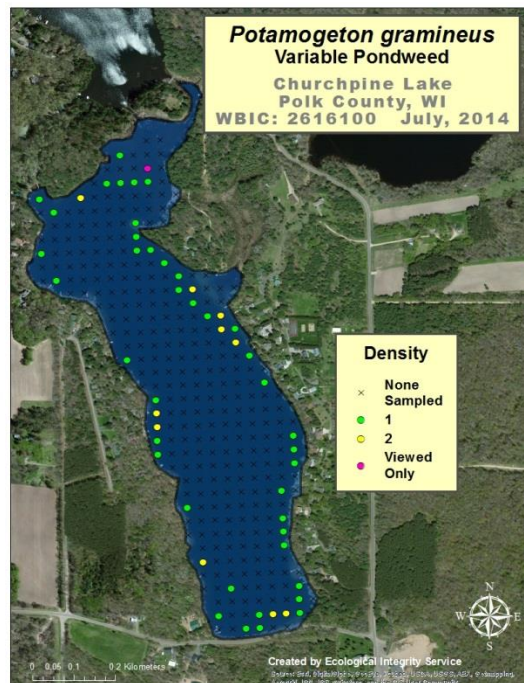 Potamogeton gramineus
Variable Pondweed
Churchpine Lake
Polk County, WI
WBIC: 2616100 July, 2014
Density
None
Sampled
1
2
Viewed
Only
N
W E
S
0 0.05 0.1 0.2 Kilometers
Created by Ecological Integrity Service